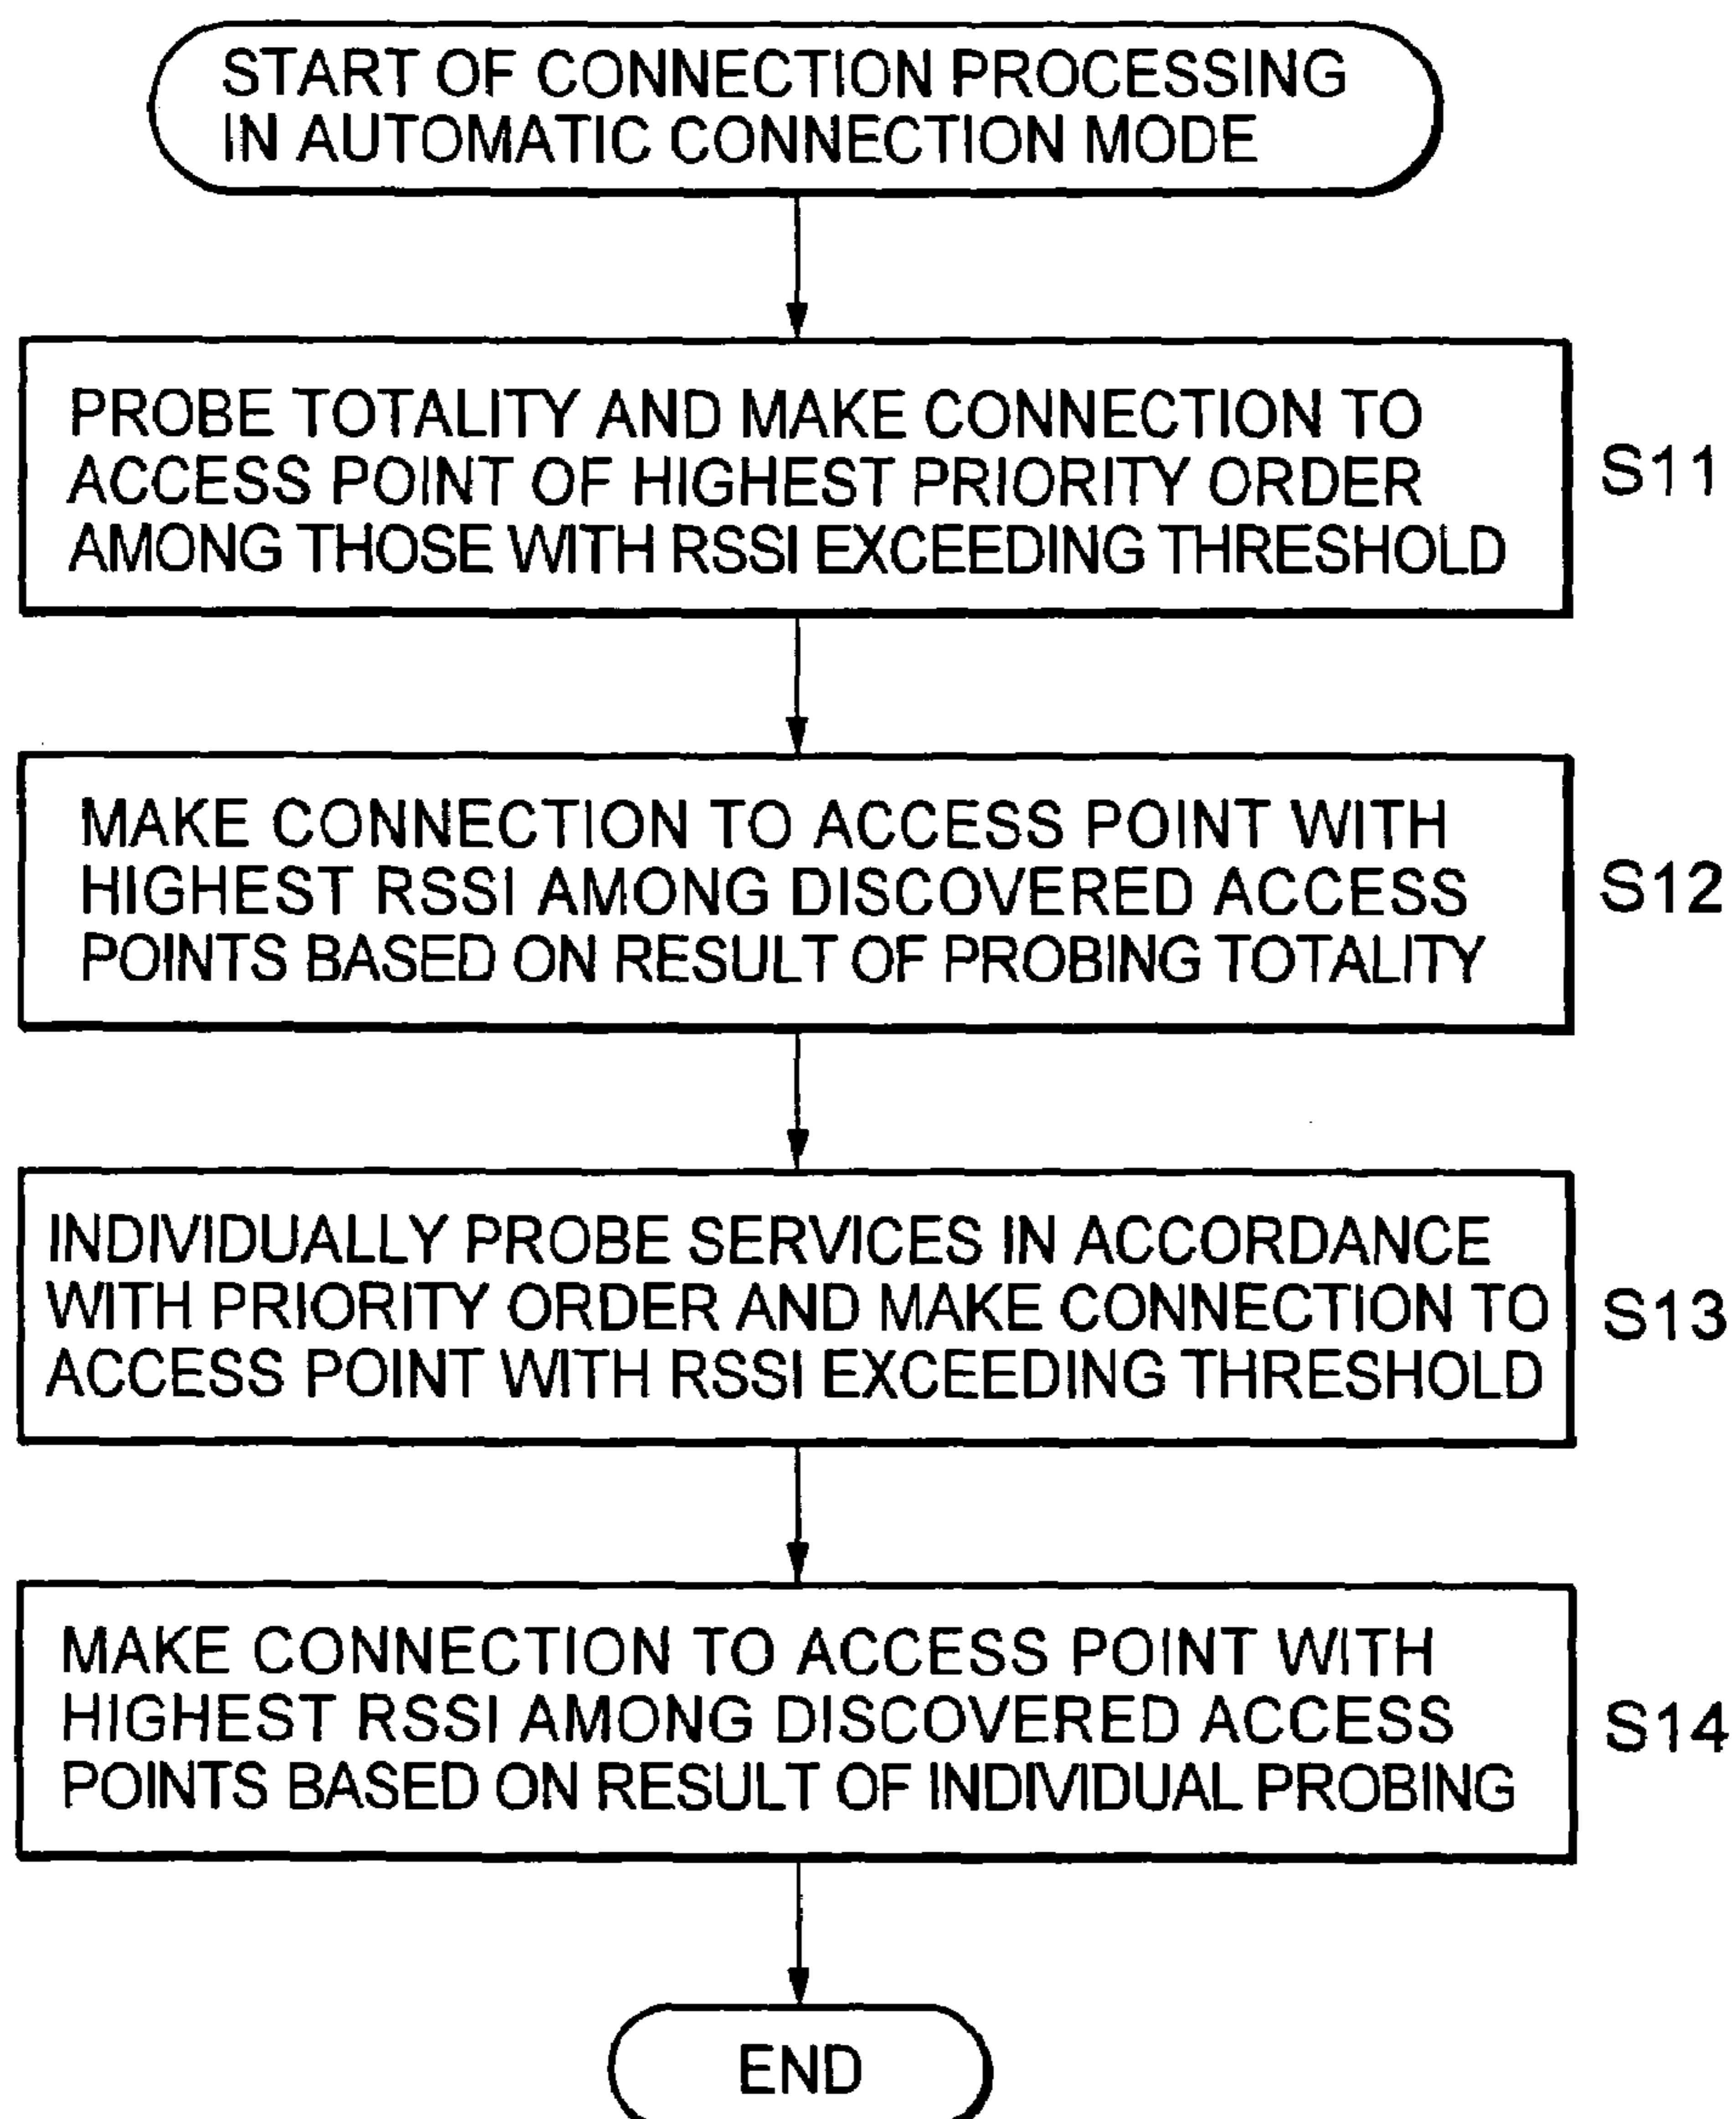 START OF CONNECTION PROCESSING
IN AUTOMATIC CONNECTION MODE
PROBE TOTALITY AND MAKE CONNECTION TO
ACCESS POINT OF HIGHEST PRIORITY ORDER
AMONG THOSE WITH RSSI EXCEEDING THRESHOLD
S11
MAKE CONNECTION TO ACCESS POINT WITH
HIGHEST RSSI AMONG DISCOVERED ACCESS
POINTS BASED ON RESULT OF PROBING TOTALITY
S12
INDIVIDUALLY PROBE SERVICES IN ACCORDANCE
WITH PRIORITY ORDER AND MAKE CONNECTION TO
ACCESS POINT WITH RSSI EXCEEDING THRESHOLD
S13
MAKE CONNECTION TO ACCESS POINT WITH
HIGHEST RSSI AMONG DISCOVERED ACCESS
POINTS BASED ON RESULT OF INDIVIDUAL PROBING
S14
END